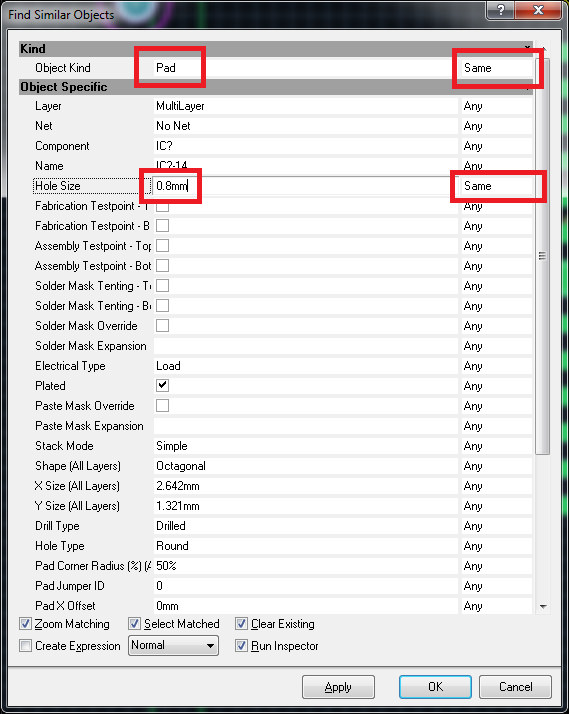 Find Similar Objects
Kind
Object Kind Pad Same
Object Specific
Layer MultiLayer Any
Net No Net Any
Component IC? Any
Name IC?-14 Any
Hole Size 0.8mm Same
Fabrication Testpoint - T Any
Fabrication Testpoint - B Any
Assembly Testpoint - Top Any
Assembly Testpoint - Bot Any
Solder Mask Tenting - To Any
Solder Mask Tenting - Bo Any
Solder Mask Override Any
Solder Mask Expansion Any
Electrical Type Load Any
Plated Any
Paste Mask Override Any
Paste Mask Expansion Any
Stack Mode Simple Any
Shape (All Layers) Octagonal Any
X Size (All Layers) 2.642mm Any
Y Size (All Layers) 1.321mm Any
Drill Type Drilled Any
Hole Type Round Any
Pad Corner Radius (%) (A 50% Any
Pad Jumper ID 0 Any
Pad X Offset 0mm Any
Zoom Matching Select Matched Clear Existing
Create Expression Normal Run Inspector
Apply OK Cancel